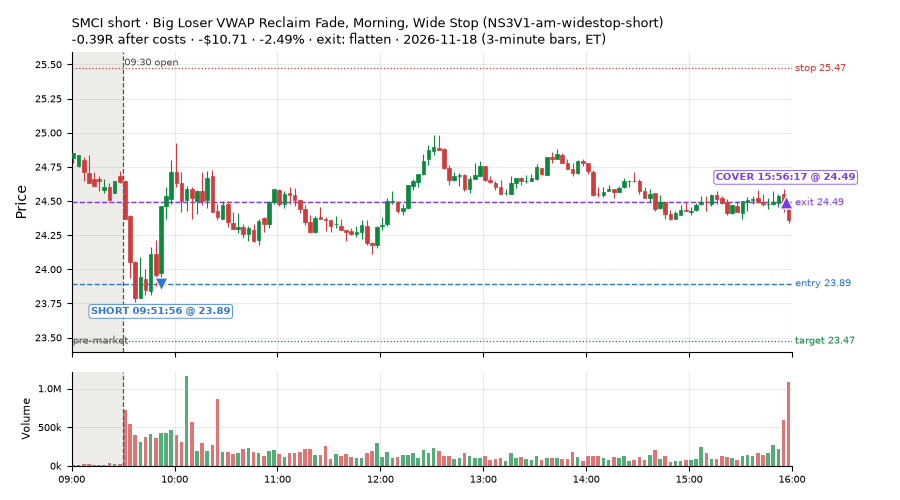 SMCI short · Big Loser VWAP Reclaim Fade, Morning, Wide Stop (NS3V1-am-widestop-short)
-0.39R after costs · -$10.71 · -2.49% · exit: flatten · 2026-11-18 (3-minute bars, ET)
09:30 open
25.50
stop 25.47
25.25
25.00
24.75
COVER 15:56:17 @ 24.49
24.50
exit 24.49
Price
24.25
24.00
entry 23.89
23.75
SHORT 09:51:56 @ 23.89
23.50
pre-market
target 23.47
1.0M
Volume
500k
0k
09:00 10:00 11:00 12:00 13:00 14:00 15:00 16:00